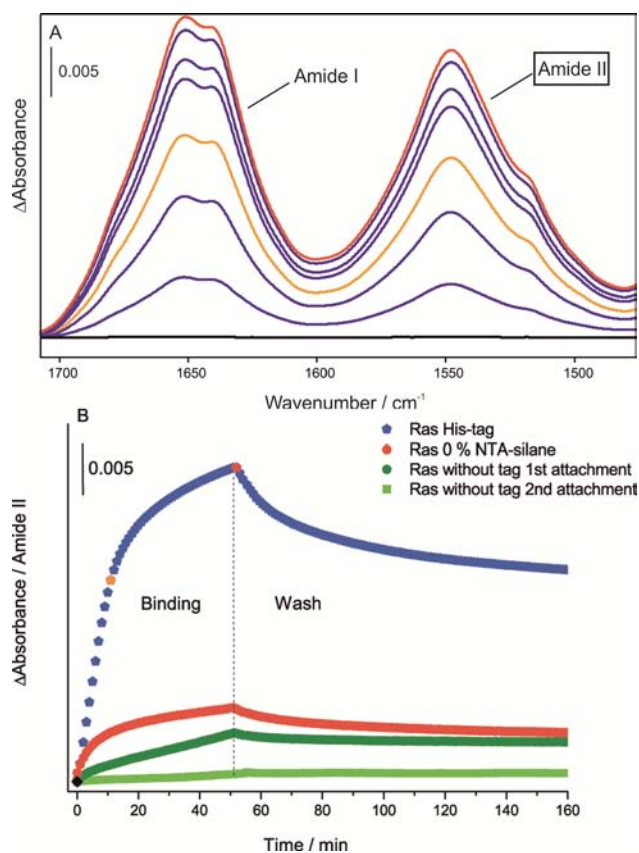 A
0.005
Amide I
Amide II
ΔAbsorbance
1700 1650 1600 1550 1500
Wavenumber / cm⁻¹
B
0.005
Ras His-tag
Ras 0 % NTA-silane
Ras without tag 1st attachment
Ras without tag 2nd attachment
Binding
Wash
ΔAbsorbance / Amide II
0 20 40 60 80 100 120 140 160
Time / min